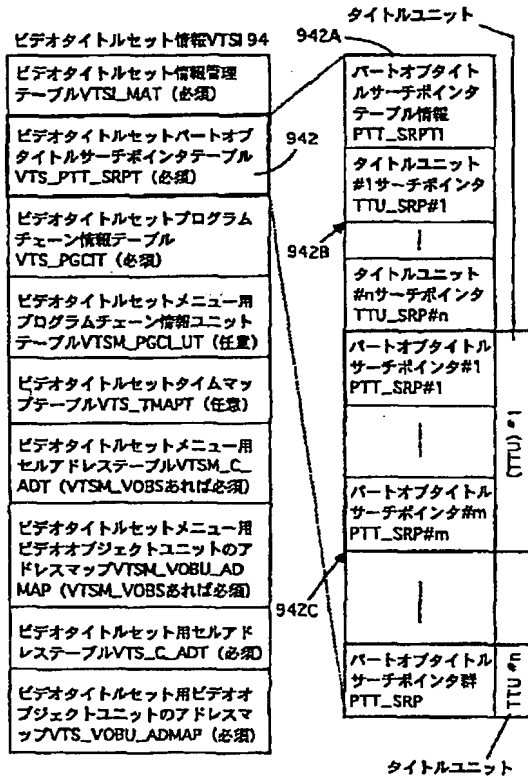 ビデオタイトルセット情報VTSI 94
ビデオタイトルセット情報管理
テーブルVTSI_MAT(必須)
ビデオタイトルセットパートオブ
タイトルサーチポインタテーブル
VTS_PTT_SRPT(必須)
ビデオタイトルセットプログラム
チェーン情報テーブル
VTS_PGCIT(必須)
ビデオタイトルセットメニュー用
プログラムチェーン情報ユニット
テーブルVTSM_PGCI_UT(任意)
ビデオタイトルセットタイムマッ
プテーブルVTS_TMAPT(任意)
ビデオタイトルセットメニュー用
セルアドレステーブルVTSM_C_
ADT(VTSM_VOBSあれば必須)
ビデオタイトルセットメニュー用
ビデオオブジェクトユニットのア
ドレスマップVTSM_VOBU_AD
MAP(VTSM_VOBSあれば必須)
ビデオタイトルセット用セルアド
レステーブルVTS_C_ADT(必須)
ビデオタイトルセット用ビデオオ
ブジェクトユニットのアドレスマ
ップVTS_VOBU_ADMAP(必須)
942
942A
942B
942C
タイトルユニット
パートオブタイト
ルサーチポインタ
テーブル情報
PTT_SRPTI
タイトルユニット
#1サーチポインタ
TTU_SRP#1
タイトルユニット
#nサーチポインタ
TTU_SRP#n
パートオブタイトル
サーチポインタ#1
PTT_SRP#1
パートオブタイトル
サーチポインタ#m
PTT_SRP#m
パートオブタイトル
サーチポインタ群
PTT_SRP
(TTU) #1
TTU #n
タイトルユニット